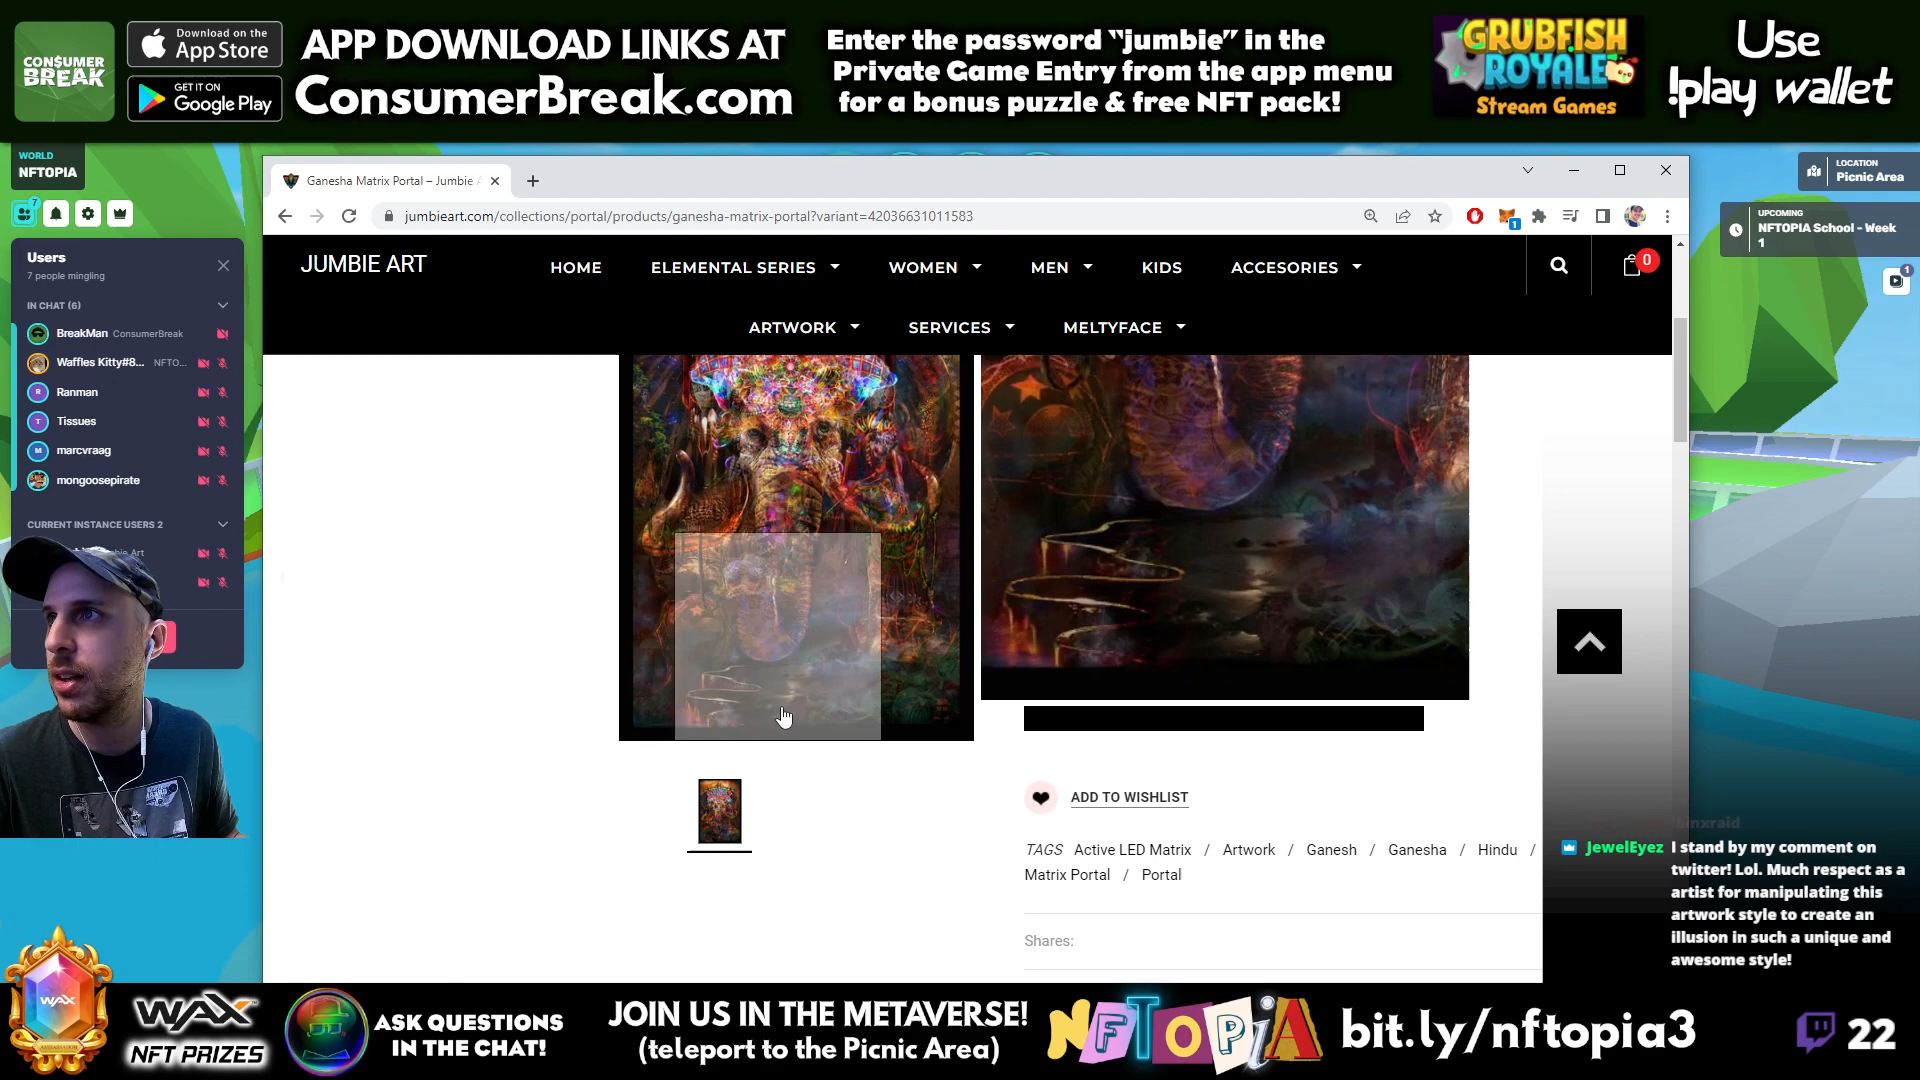 CON$UMER
BREAK
Download on the
App Store
GET IT ON
Google Play
APP DOWNLOAD LINKS AT
ConsumerBreak.com
Enter the password "jumbie" in the
Private Game Entry from the app menu
for a bonus puzzle & free NFT pack!
GRUBFISH
ROYALE
Stream Games
Use
!play wallet
WORLD
NFTOPIA
7
Users
7 people mingling
IN CHAT (6)
BreakMan ConsumerBreak
Waffles Kitty#8... NFTO...
R Ranman
T Tissues
M marcvraag
mongoosepirate
CURRENT INSTANCE USERS 2
Ganesha Matrix Portal – Jumbie A
jumbieart.com/collections/portal/products/ganesha-matrix-portal?variant=42036631011583
1
LOCATION
Picnic Area
UPCOMING
NFTOPIA School - Week
1
1
JUMBIE ART
HOME
ELEMENTAL SERIES
WOMEN
MEN
KIDS
ACCESORIES
0
ARTWORK
SERVICES
MELTYFACE
ADD TO WISHLIST
TAGS Active LED Matrix / Artwork / Ganesh / Ganesha / Hindu /
Matrix Portal / Portal
Shares:
JewelEyez I stand by my comment on
twitter! Lol. Much respect as a
artist for manipulating this
artwork style to create an
illusion in such a unique and
awesome style!
WAX
WAX
NFT PRIZES
ASK QUESTIONS
IN THE CHAT!
JOIN US IN THE METAVERSE!
(teleport to the Picnic Area)
NFTOPIA
bit.ly/nftopia3
22